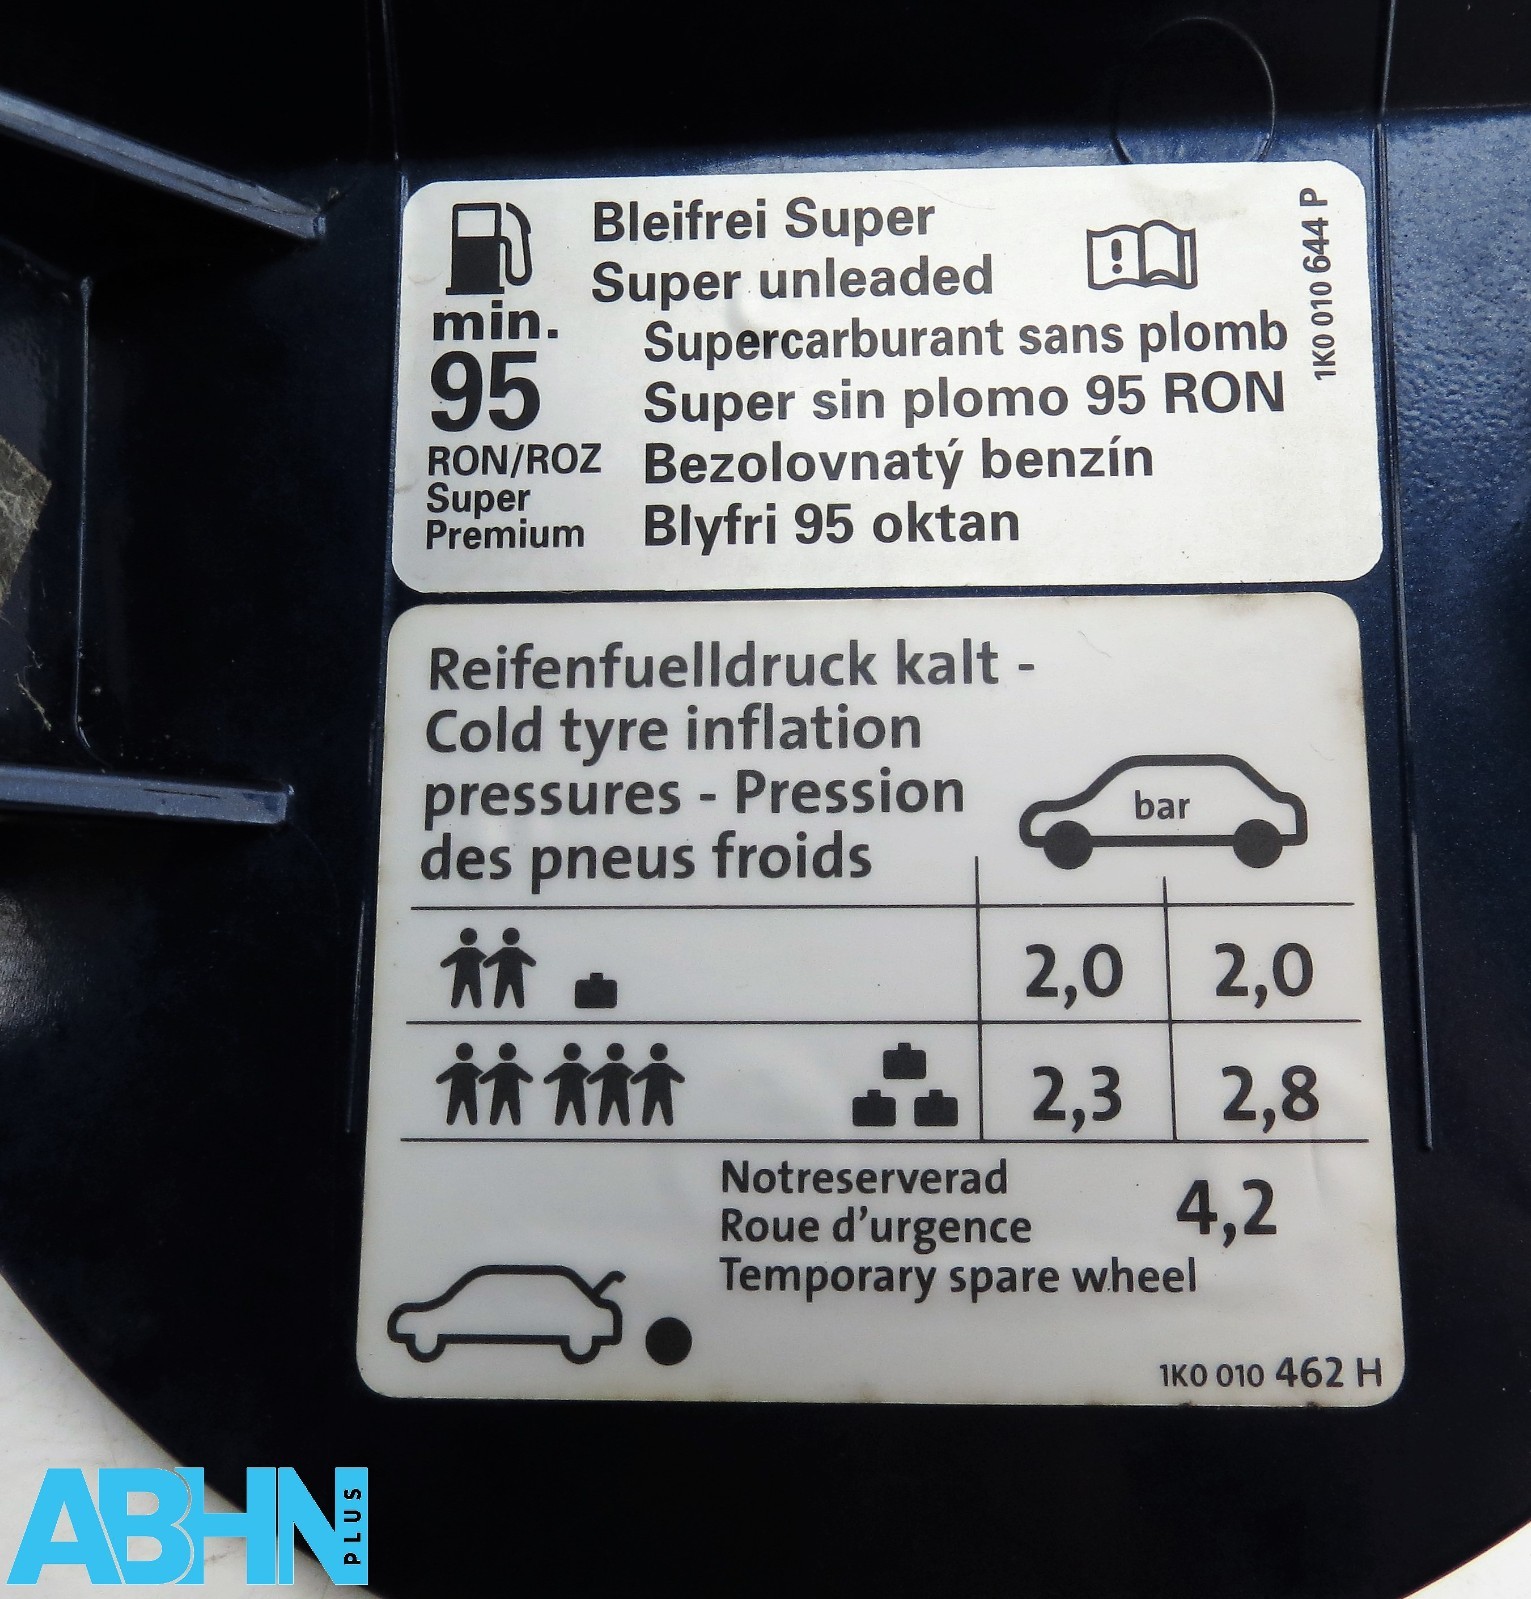 Bleifrei Super
Super unleaded
Supercarburant sans plomb
Super sin plomo 95 RON
Bezolovnatý benzín
Blyfri 95 oktan
min.
95
RON/ROZ
Super
Premium
!
1K0 010 644 P
Reifenfuelldruck kalt -
Cold tyre inflation
pressures - Pression
des pneus froids
bar
2,0 2,0
2,3 2,8
Notreserverad
Roue d'urgence
Temporary spare wheel
4,2
1K0 010 462 H
ABHN
PLUS